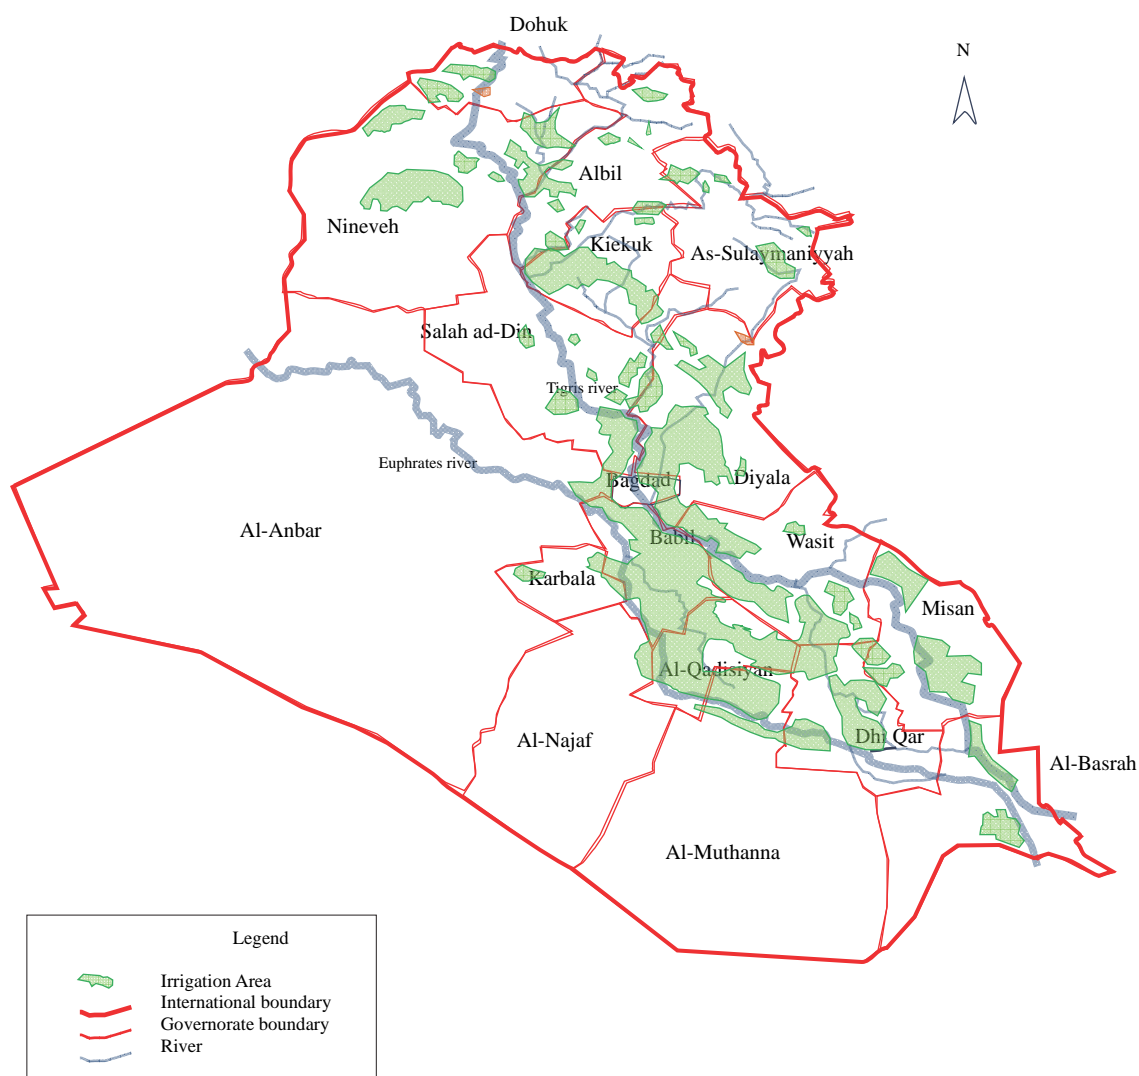 Dohuk
N
Albil
Nineveh
Kiekuk
As-Sulaymaniyyah
Salah ad-Din
Tigris river
Euphrates river
Bagdad
Diyala
Al-Anbar
Babil
Wasit
Karbala
Misan
Al-Qadisiyan
Al-Najaf
Dhi Qar
Al-Basrah
Al-Muthanna
Legend
Irrigation Area
International boundary
Governorate boundary
River